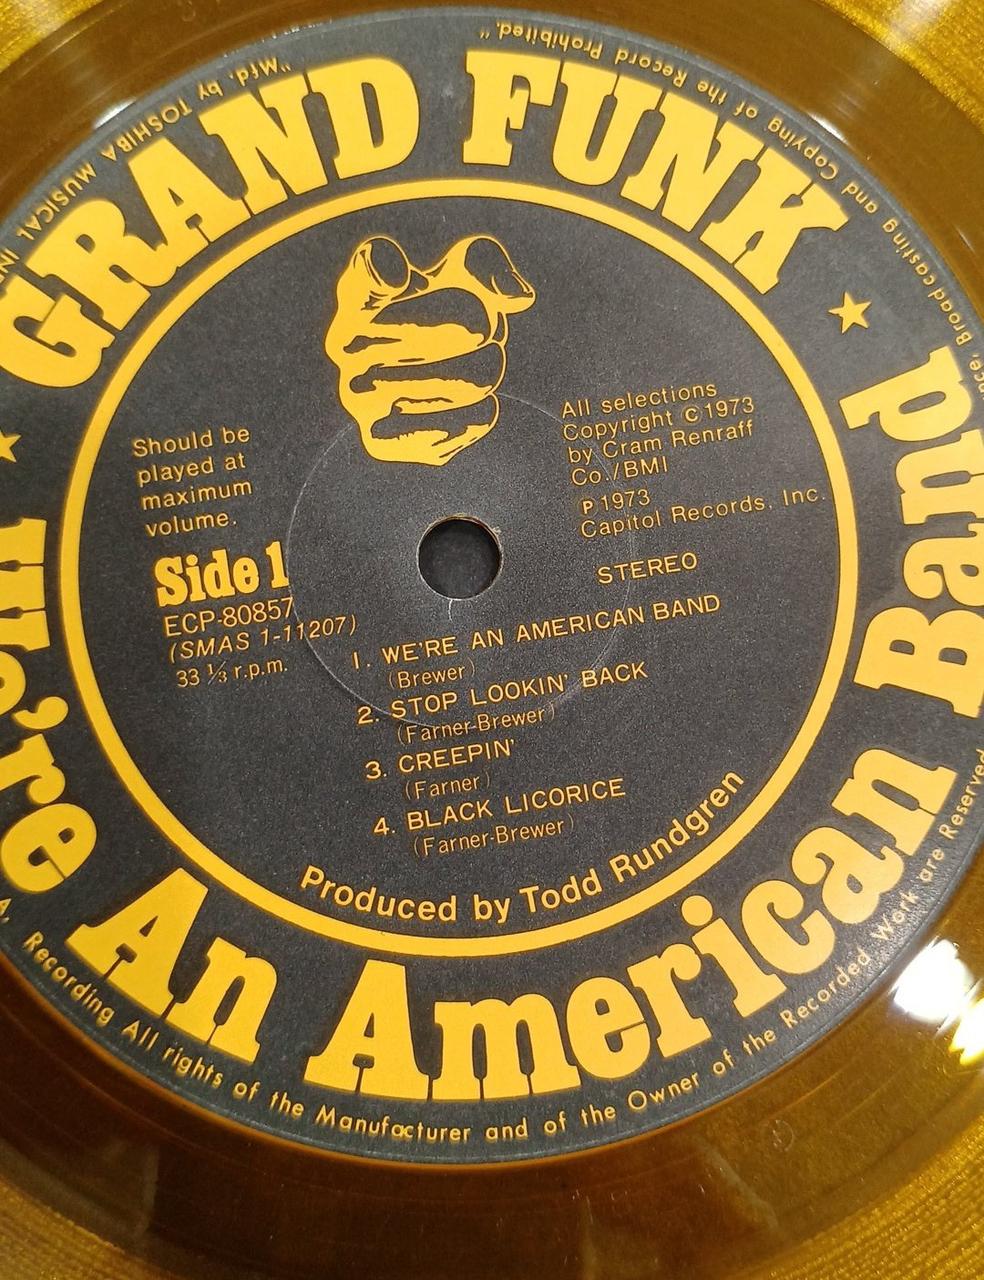 GRAND FUNK
We're An American Band
Should be
played at
maximum
volume.
Side 1
ECP-80857
(SMAS 1-11207)
33 ⅓ r.p.m.
All selections
Copyright © 1973
by Cram Renraff
Co./BMI
℗ 1973
Capitol Records, Inc.
STEREO
1. WE'RE AN AMERICAN BAND
(Brewer)
2. STOP LOOKIN' BACK
(Farner-Brewer)
3. CREEPIN'
(Farner)
4. BLACK LICORICE
(Farner-Brewer)
Produced by Todd Rundgren
Recording All rights of the Manufacturer and of the Owner of the Recorded Work are Reserved
Broadcasting and Copying of the Record Prohibited."
"Mfd. by TOSHIBA MUSICAL